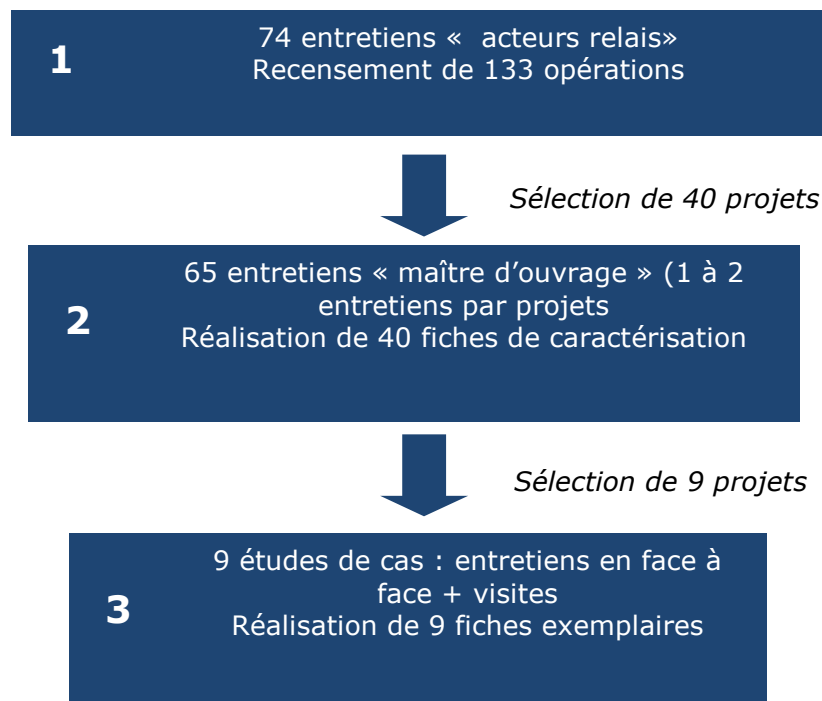 1
74 entretiens «  acteurs relais»
Recensement de 133 opérations
Sélection de 40 projets
2
65 entretiens « maître d’ouvrage » (1 à 2
entretiens par projets
Réalisation de 40 fiches de caractérisation
Sélection de 9 projets
3
9 études de cas : entretiens en face à
face + visites
Réalisation de 9 fiches exemplaires